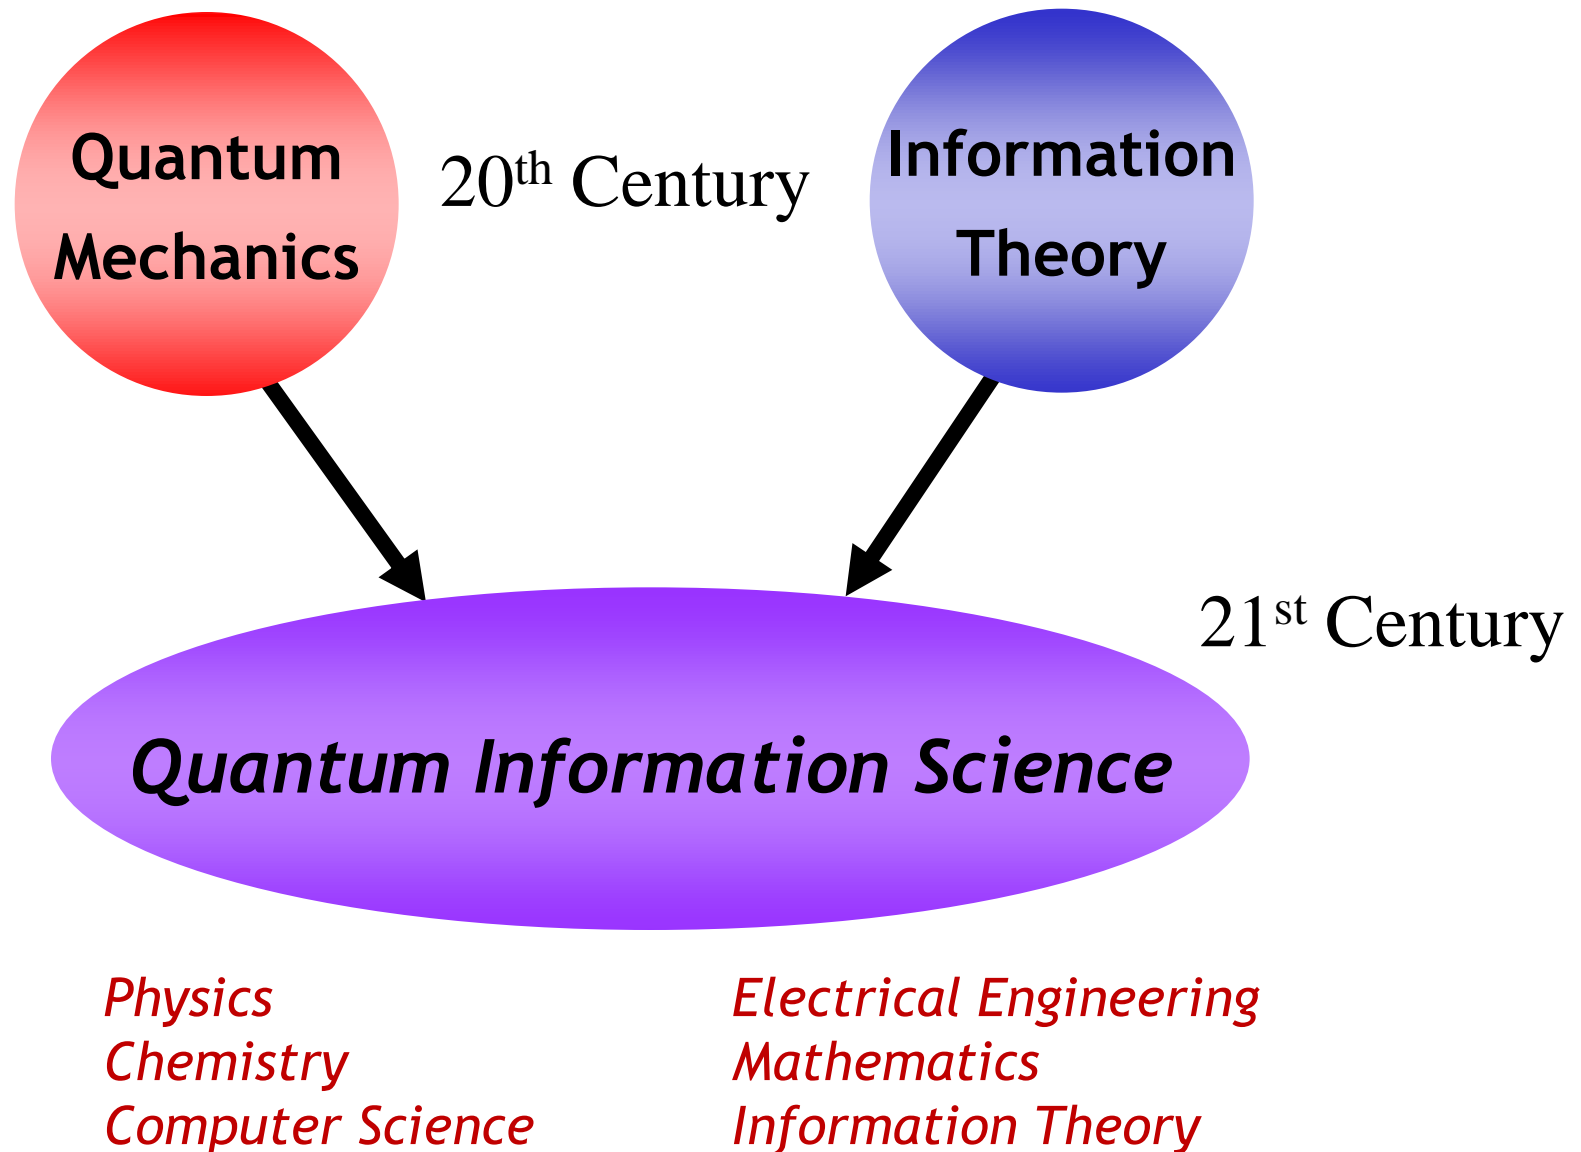 Quantum
Mechanics
20th Century
Information
Theory
21st Century
Quantum Information Science
Physics
Chemistry
Computer Science
Electrical Engineering
Mathematics
Information Theory